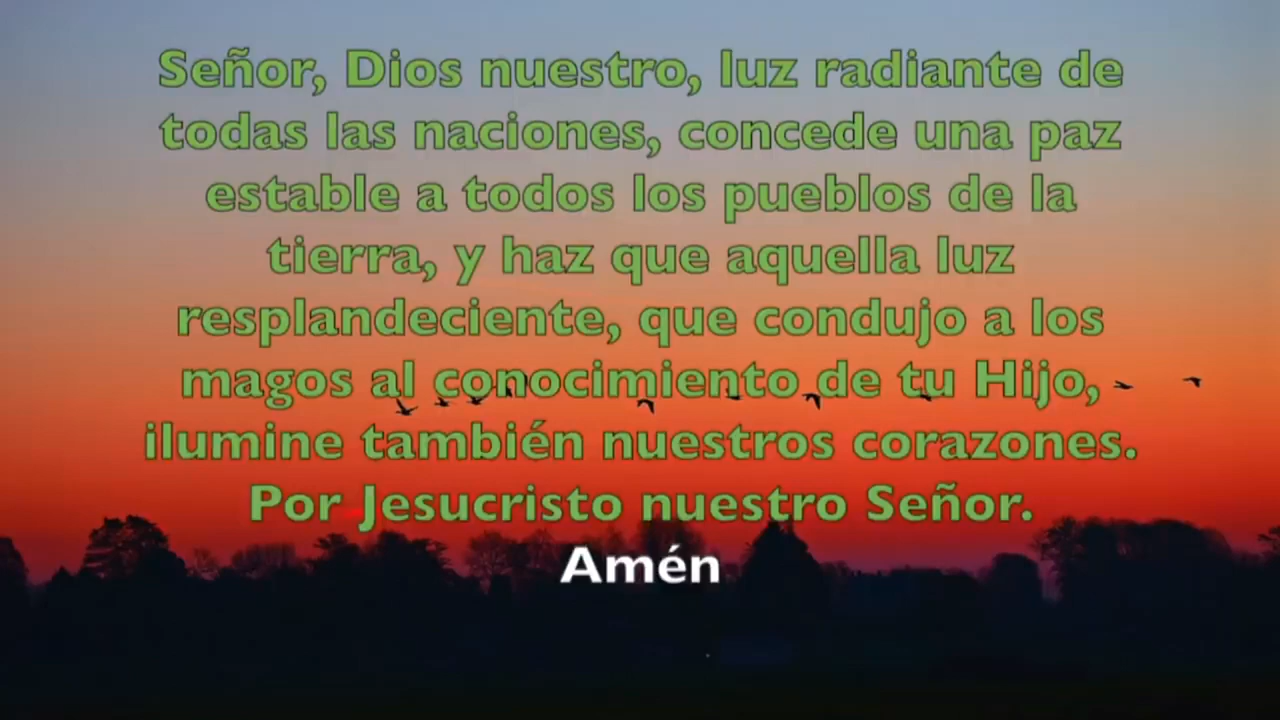 Señor, Dios nuestro, luz radiante de
todas las naciones, concede una paz
estable a todos los pueblos de la
tierra, y haz que aquella luz
resplandeciente, que condujo a los
magos al conocimiento de tu Hijo,
ilumine también nuestros corazones.
Por Jesucristo nuestro Señor.
Amén